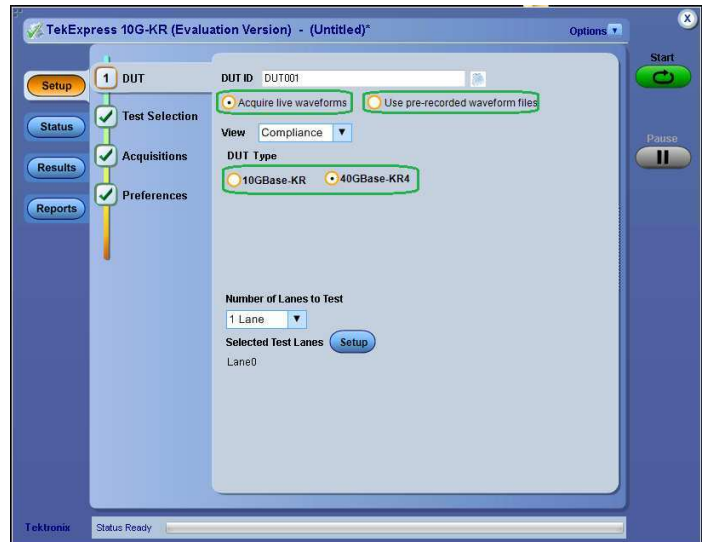 TekExpress 10G-KR (Evaluation Version) - (Untitled)*
Options
X
Start
Setup
1 DUT
DUT ID DUT001
Acquire live waveforms Use pre-recorded waveform files
Status
Test Selection
View Compliance
Pause
Acquisitions
DUT Type
Results
10GBase-KR 40GBase-KR4
Preferences
Reports
Number of Lanes to Test
1 Lane
Selected Test Lanes Setup
Lane0
Tektronix
Status Ready